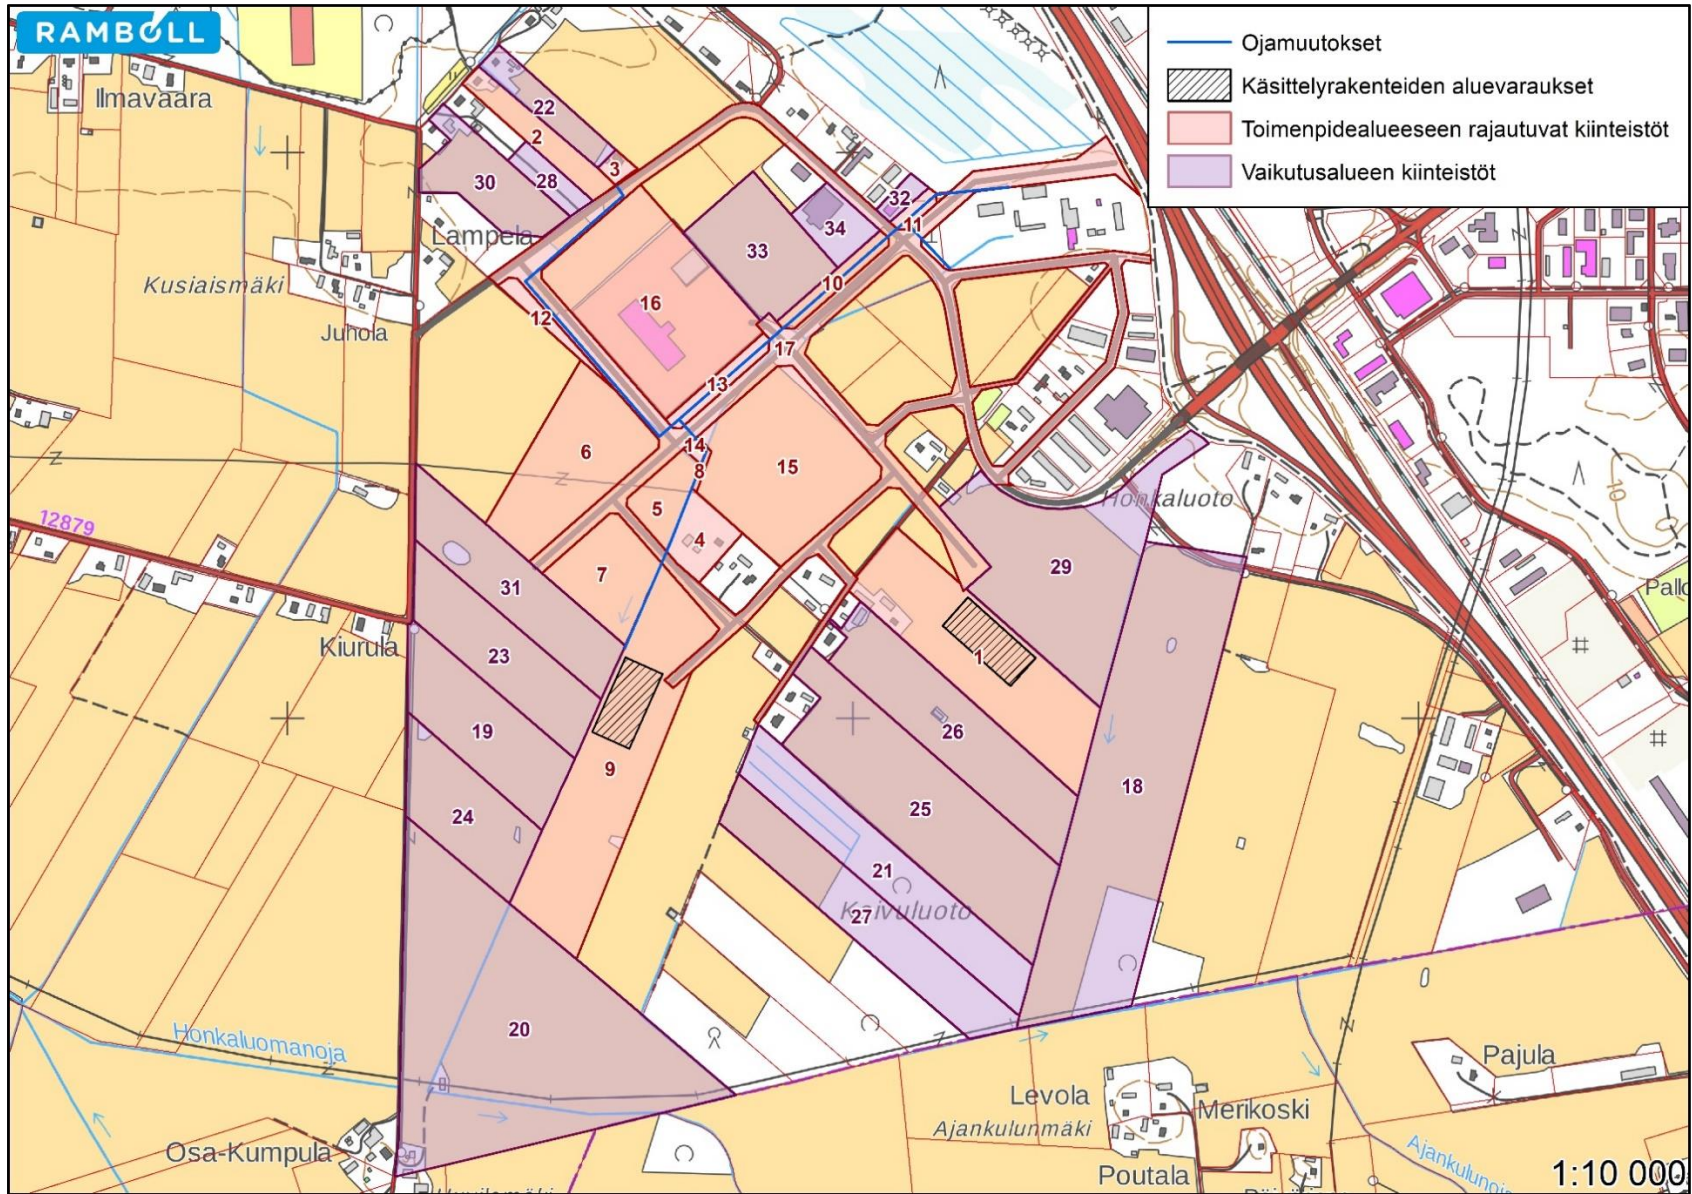 RAMBOLL
Ojamuutokset
Käsittelyrakenteiden aluevaraukset
Toimenpidealueeseen rajautuvat kiinteistöt
Vaikutusalueen kiinteistöt
Ilmavaara
22
2
3
28
30
32
11
34
Lampela
33
Kusiaismäki
10
16
12
Juhola
17
13
14
6
15
8
Honkaluoto
10
5
12879
4
29
7
31
Pallo
Kiurula
23
1
19
26
9
18
24
25
21
Koivuluoto
27
20
Honkaluomanoja
Pajula
Levola
Merikoski
Ajankulunmäki
Osa-Kumpula
Poutala
1:10 000